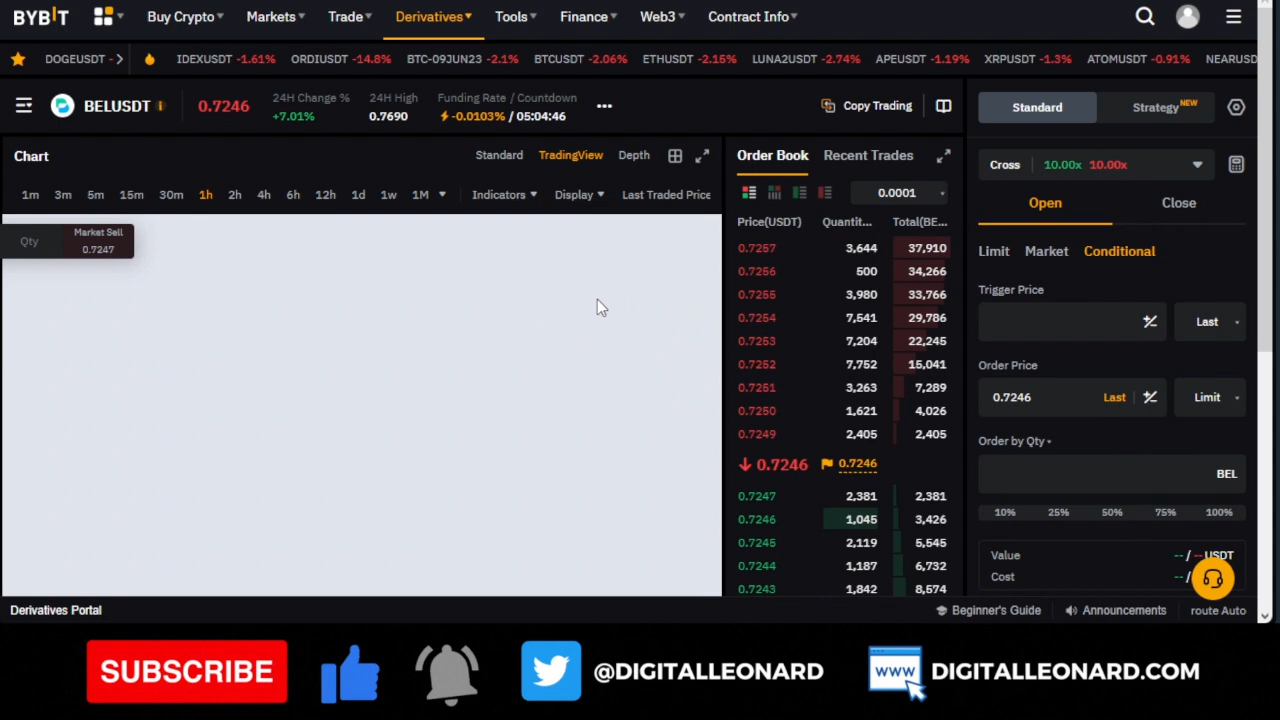 BYBIT Buy Crypto Markets Trade Derivatives Tools Finance Web3 Contract Info
DOGEUSDT - IDEXUSDT -1.61% ORDIUSDT -14.8% BTC-09JUN23 -2.1% BTCUSDT -2.06% ETHUSDT -2.15% LUNA2USDT -2.74% APEUSDT -1.19% XRPUSDT -1.3% ATOMUSDT -0.91% NEARUSD
BELUSDT 0.7246
24H Change %
+7.01%
24H High
0.7690
Funding Rate / Countdown
-0.0103% / 05:04:46
Copy Trading
Chart Standard TradingView Depth
1m 3m 5m 15m 30m 1h 2h 4h 6h 12h 1d 1w 1M Indicators Display Last Traded Price
Qty
Market Sell
0.7247
Order Book Recent Trades
0.0001
Price(USDT) Quantit... Total(BE...
0.7257 3,644 37,910
0.7256 500 34,266
0.7255 3,980 33,766
0.7254 7,541 29,786
0.7253 7,204 22,245
0.7252 7,752 15,041
0.7251 3,263 7,289
0.7250 1,621 4,026
0.7249 2,405 2,405
0.7246 0.7246
0.7247 2,381 2,381
0.7246 1,045 3,426
0.7245 2,119 5,545
0.7244 1,187 6,732
0.7243 1,842 8,574
Standard Strategy NEW
Cross 10.00x 10.00x
Open Close
Limit Market Conditional
Trigger Price
Last
Order Price
0.7246 Last Limit
Order by Qty
BEL
10% 25% 50% 75% 100%
Value -- / -- USDT
Cost -- /
Derivatives Portal Beginner's Guide Announcements route Auto
SUBSCRIBE @DIGITALLEONARD WWW DIGITALLEONARD.COM